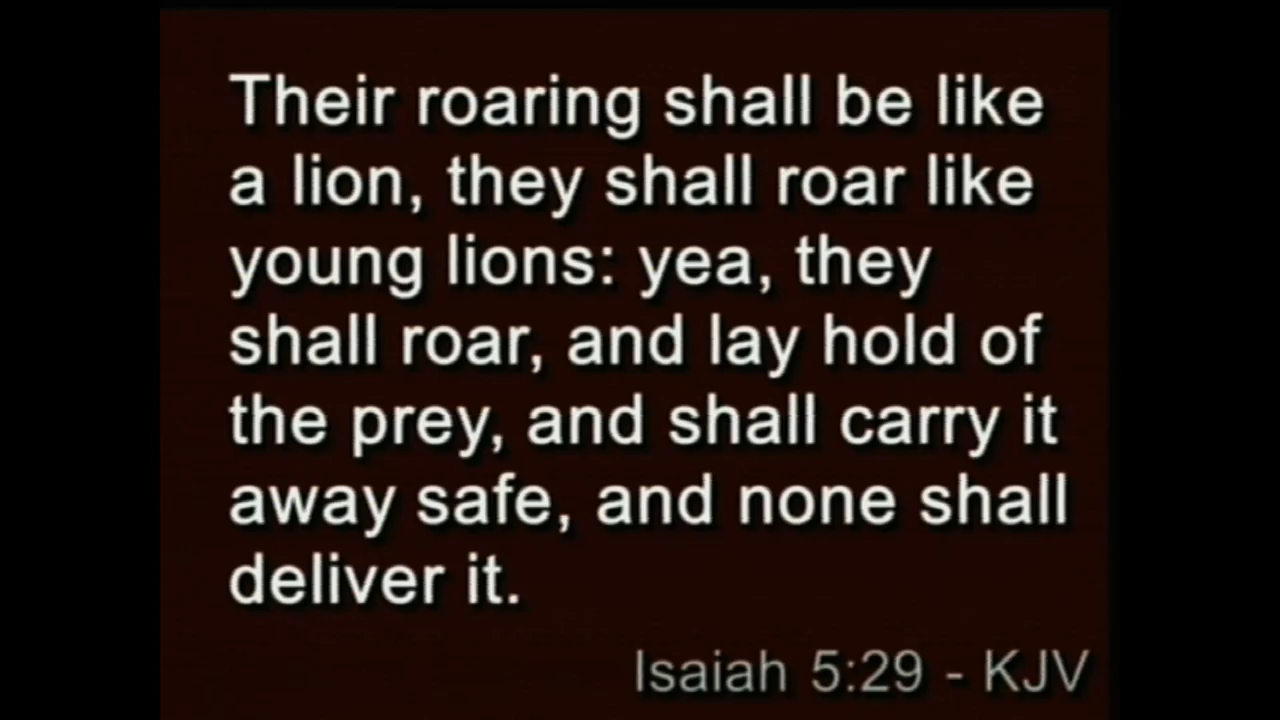 Their roaring shall be like
a lion, they shall roar like
young lions: yea, they
shall roar, and lay hold of
the prey, and shall carry it
away safe, and none shall
deliver it.
Isaiah 5:29 - KJV